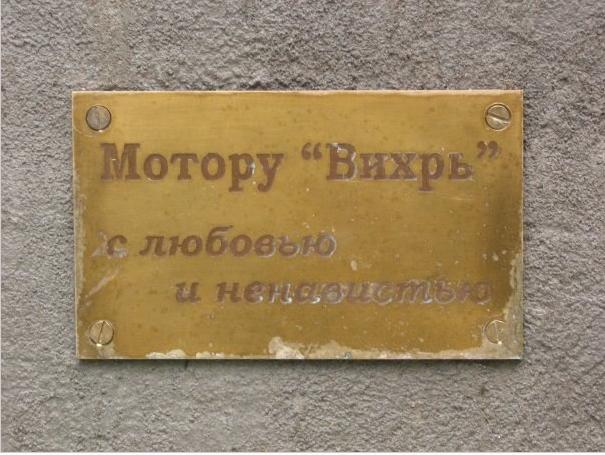 Мотору “Вихрь”
с любовью
и ненавистью